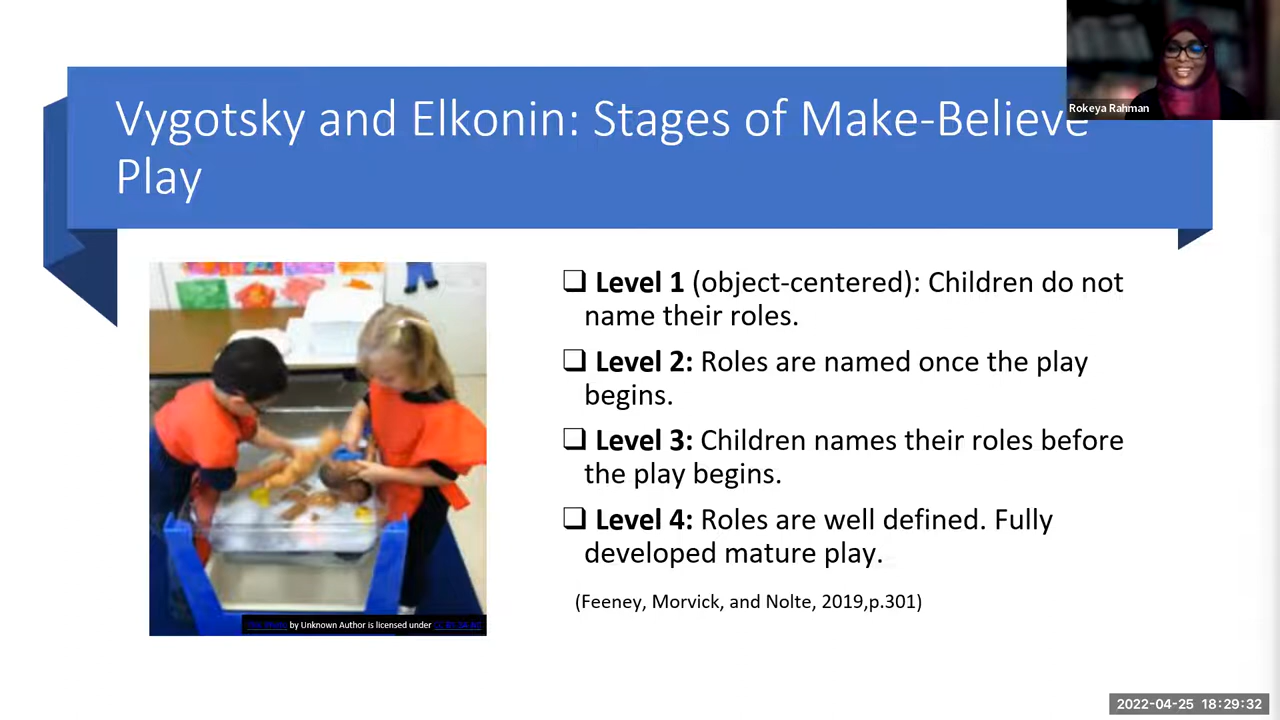 Vygotsky and Elkonin: Stages of Make-Believe
Play
Rokeya Rahman
❑ Level 1 (object-centered): Children do not
name their roles.
❑ Level 2: Roles are named once the play
begins.
❑ Level 3: Children names their roles before
the play begins.
❑ Level 4: Roles are well defined. Fully
developed mature play.
(Feeney, Morvick, and Nolte, 2019,p.301)
by Unknown Author is licensed under
2022-04-25 18:29:32